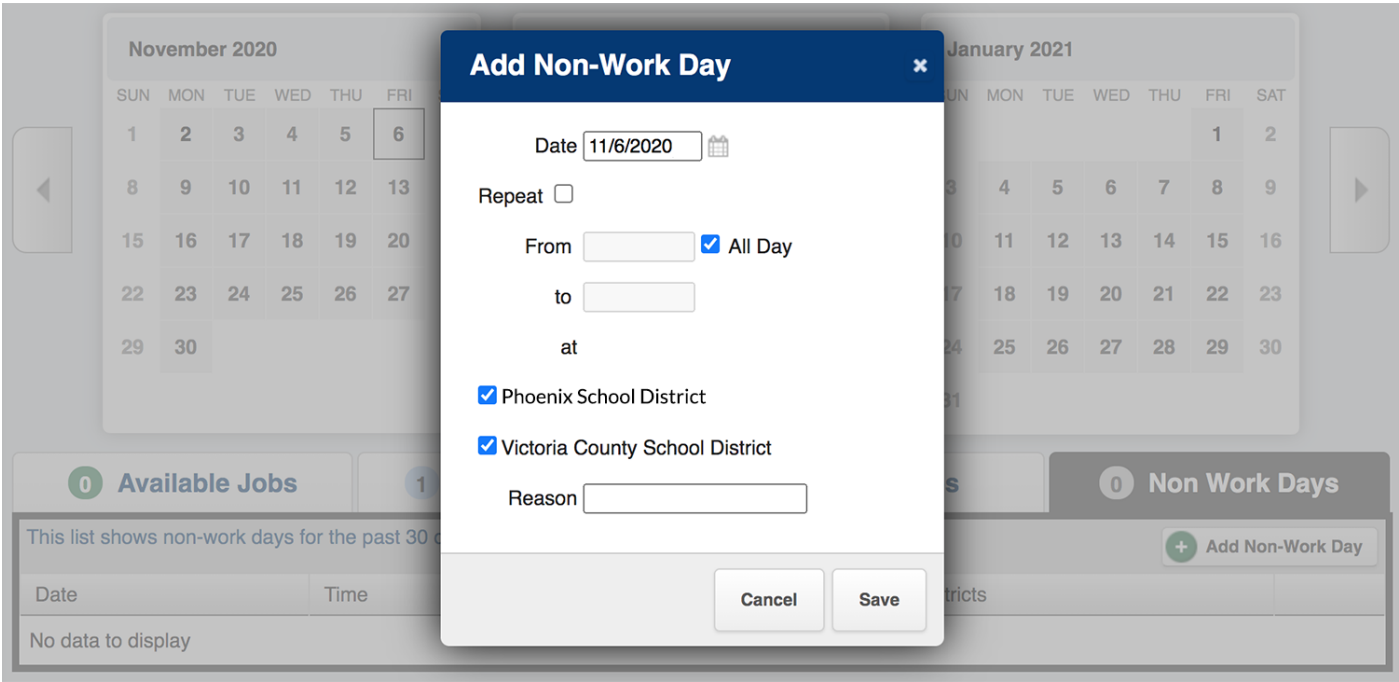 November 2020
SUN MON TUE WED THU FRI
1 2 3 4 5 6
8 9 10 11 12 13
15 16 17 18 19 20
22 23 24 25 26 27
29 30
Add Non-Work Day
Date 11/6/2020
Repeat
From All Day
to
at
Phoenix School District
Victoria County School District
Reason
Cancel Save
January 2021
MON TUE WED THU FRI SAT
1 2
4 5 6 7 8 9
11 12 13 14 15 16
18 19 20 21 22 23
25 26 27 28 29 30
0 Available Jobs
1
0 Non Work Days
This list shows non-work days for the past 30
+ Add Non-Work Day
Date Time
No data to display